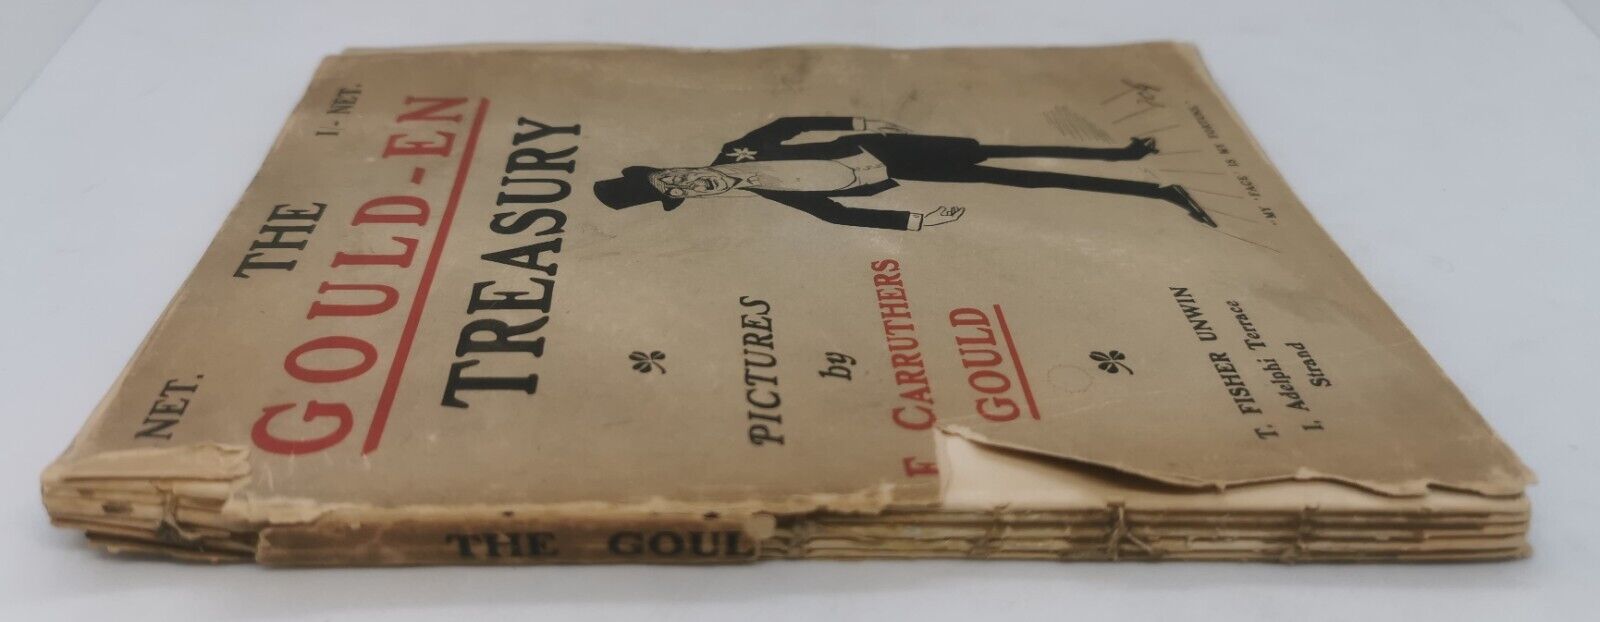 NET. 1/- NET.
THE
GOULD-EN
TREASURY
PICTURES
by
F CARRUTHERS
GOULD
T. FISHER UNWIN
1, Adelphi Terrace
Strand
"MY 'FACE' IS MY FORTUNE."
THE GOUL